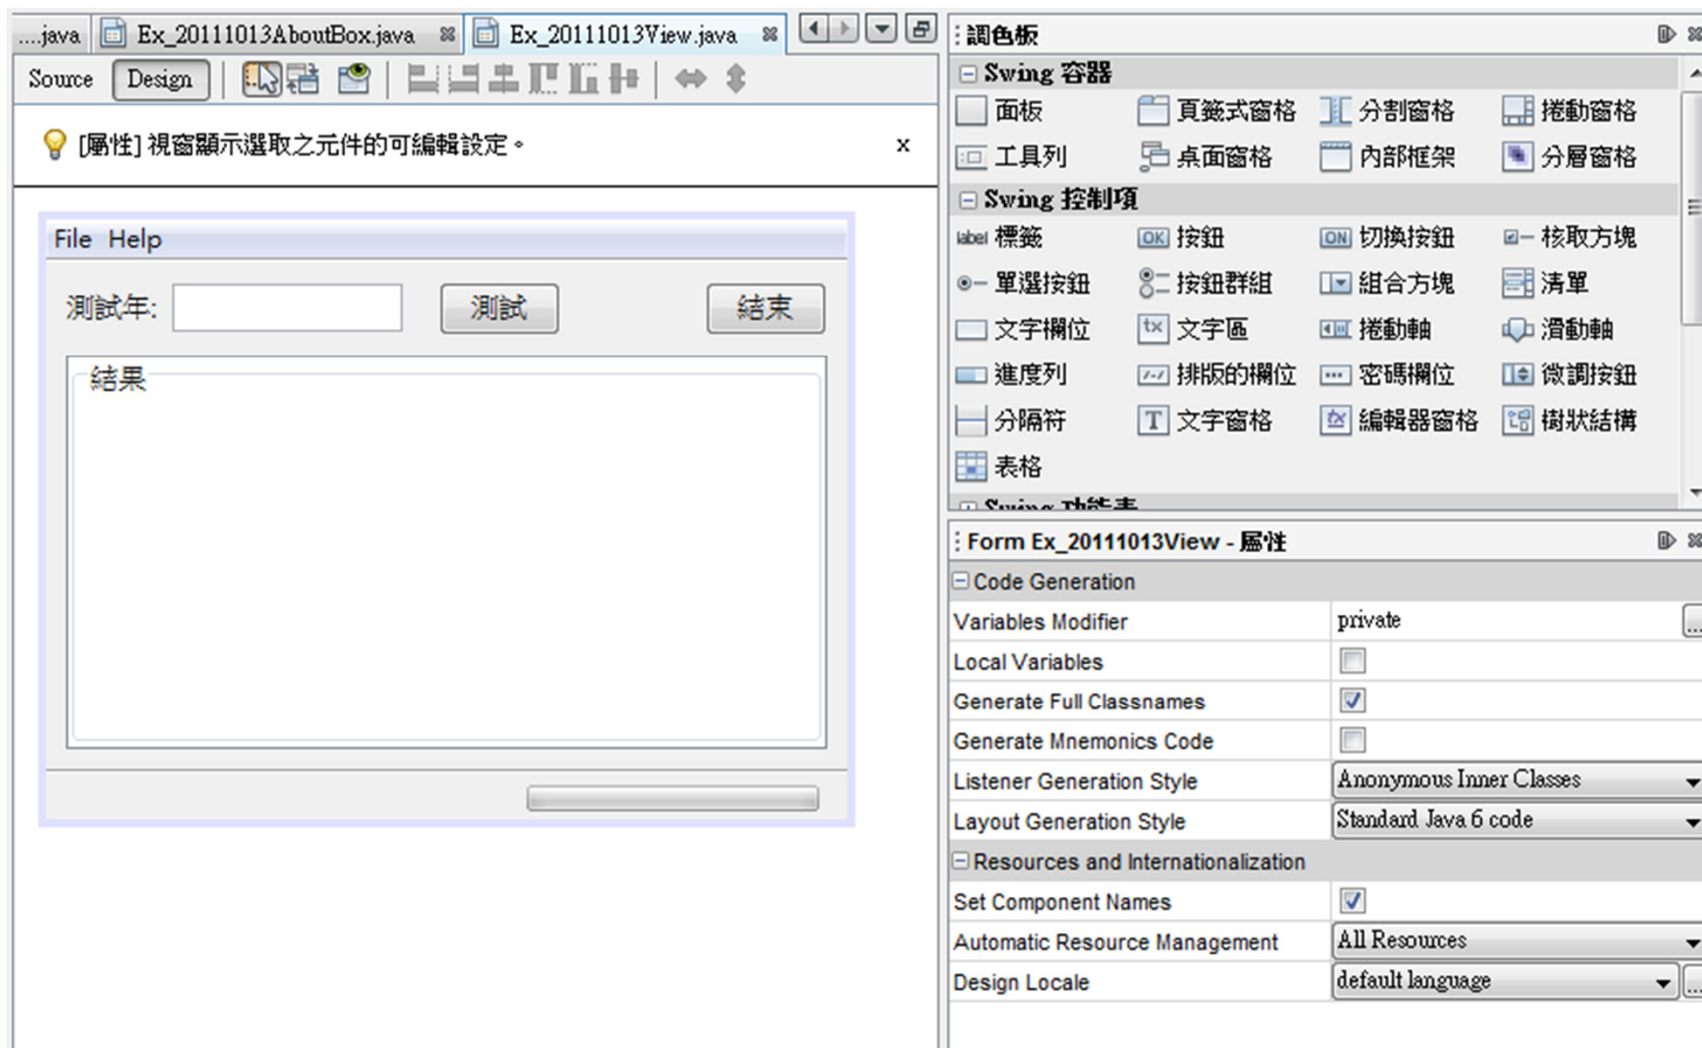 ....java Ex_20111013AboutBox.java Ex_20111013View.java
Source Design
[屬性] 視窗顯示選取之元件的可編輯設定。 x
File Help
測試年: 測試 結束
結果
調色板
Swing 容器
面板 頁籤式窗格 分割窗格 捲動窗格
工具列 桌面窗格 內部框架 分層窗格
Swing 控制項
label 標籤 OK 按鈕 ON 切換按鈕 核取方塊
單選按鈕 按鈕群組 組合方塊 清單
文字欄位 tx 文字區 捲動軸 滑動軸
進度列 排版的欄位 密碼欄位 微調按鈕
分隔符 T 文字窗格 編輯器窗格 樹狀結構
表格
Swing 功能表
Form Ex_20111013View - 屬性
Code Generation
Variables Modifier private ...
Local Variables
Generate Full Classnames
Generate Mnemonics Code
Listener Generation Style Anonymous Inner Classes
Layout Generation Style Standard Java 6 code
Resources and Internationalization
Set Component Names
Automatic Resource Management All Resources
Design Locale default language ...